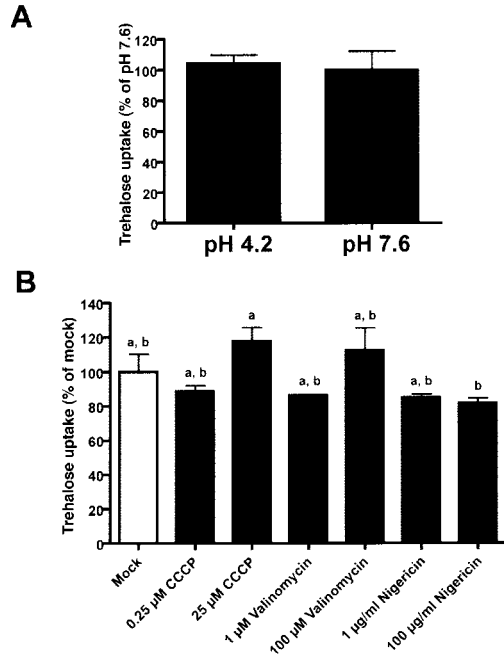 A
Trehalose uptake (% of pH 7.6)
120
100
80
60
40
20
0
pH 4.2
pH 7.6
B
Trehalose uptake (% of mock)
140
120
100
80
60
40
20
0
a, b
a, b
a
a, b
a, b
a, b
b
Mock
0.25 µM CCCP
25 µM CCCP
1 µM Valinomycin
100 µM Valinomycin
1 µg/ml Nigericin
100 µg/ml Nigericin